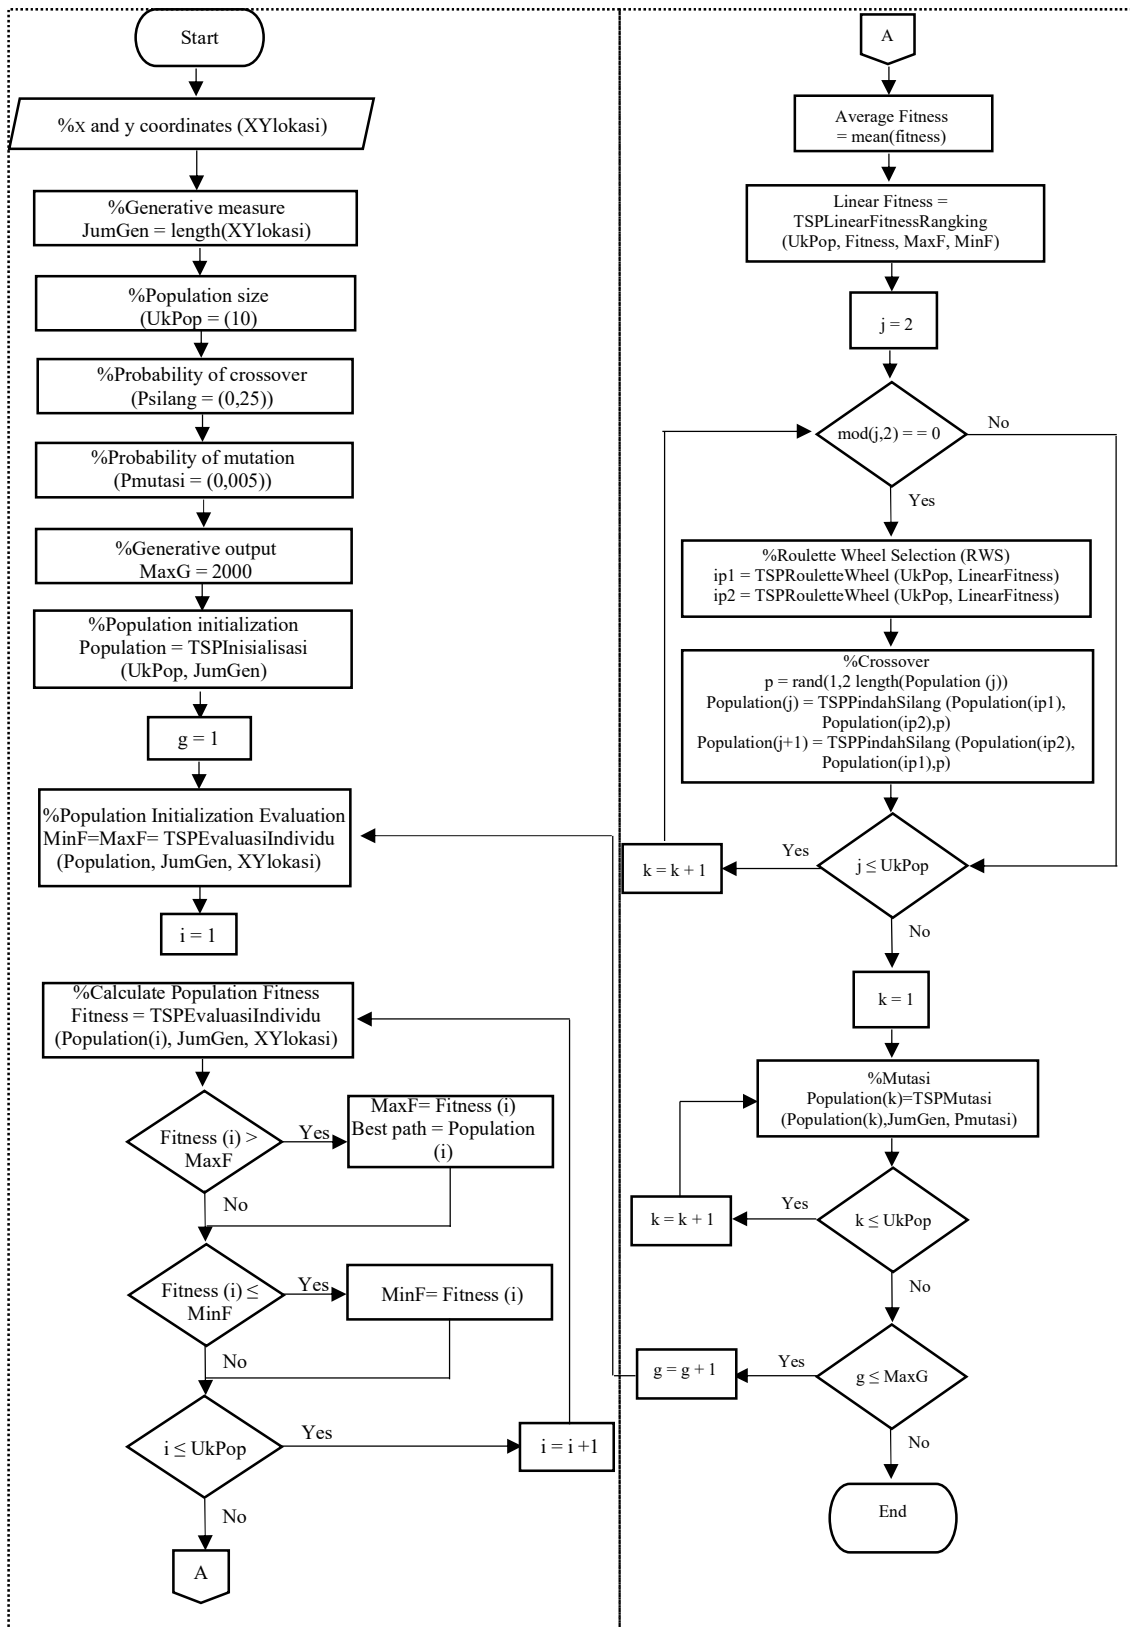 Start
%x and y coordinates (XYlokasi)
%Generative measure
JumGen = length(XYlokasi)
%Population size
(UkPop = (10)
%Probability of crossover
(Psilang = (0,25))
%Probability of mutation
(Pmutasi = (0,005))
%Generative output
MaxG = 2000
%Population initialization
Population = TSPInisialisasi
(UkPop, JumGen)
g = 1
%Population Initialization Evaluation
MinF=MaxF= TSPEvaluasiIndividu
(Population, JumGen, XYlokasi)
i = 1
%Calculate Population Fitness
Fitness = TSPEvaluasiIndividu
(Population(i), JumGen, XYlokasi)
Fitness (i) >
MaxF
Yes
MaxF= Fitness (i)
Best path = Population
(i)
No
Fitness (i) ≤
MinF
Yes
MinF= Fitness (i)
No
i ≤ UkPop
Yes
i = i +1
No
A
A
Average Fitness
= mean(fitness)
Linear Fitness =
TSPLinearFitnessRangking
(UkPop, Fitness, MaxF, MinF)
j = 2
mod(j,2) = = 0
No
Yes
%Roulette Wheel Selection (RWS)
ip1 = TSPRouletteWheel (UkPop, LinearFitness)
ip2 = TSPRouletteWheel (UkPop, LinearFitness)
%Crossover
p = rand(1,2 length(Population (j))
Population(j) = TSPPindahSilang (Population(ip1),
Population(ip2),p)
Population(j+1) = TSPPindahSilang (Population(ip2),
Population(ip1),p)
j ≤ UkPop
Yes
k = k + 1
No
k = 1
%Mutasi
Population(k)=TSPMutasi
(Population(k),JumGen, Pmutasi)
k ≤ UkPop
Yes
k = k + 1
No
g ≤ MaxG
Yes
g = g + 1
No
End